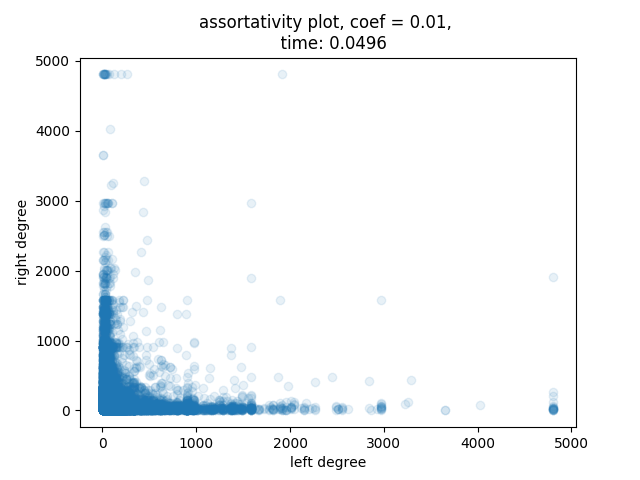 assortativity plot, coef = 0.01,
time: 0.0496
5000
4000
3000
2000
1000
0
right degree
0 1000 2000 3000 4000 5000
left degree